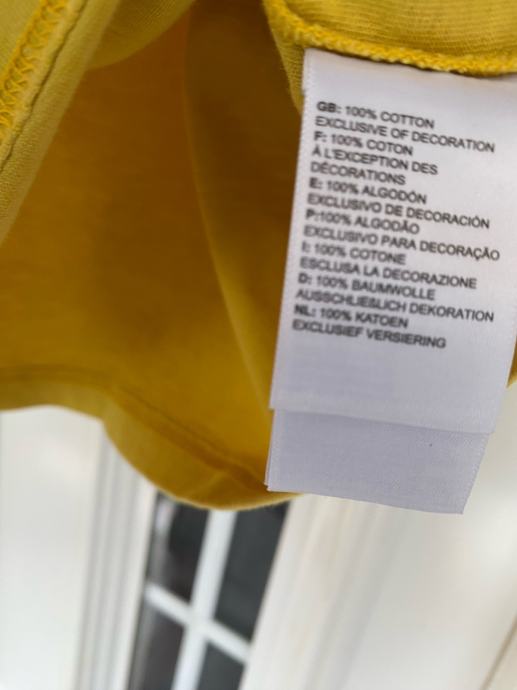 GB: 100% COTTON
EXCLUSIVE OF DECORATION
F: 100% COTON
À L'EXCEPTION DES
DÉCORATIONS
E: 100% ALGODÓN
EXCLUSIVO DE DECORACIÓN
P:100% ALGODÃO
EXCLUSIVO PARA DECORAÇAO
I: 100% COTONE
ESCLUSA LA DECORAZIONE
D: 100% BAUMWOLLE
AUSSCHLIEßLICH DEKORATION
NL: 100% KATOEN
EXCLUSIEF VERSIERING